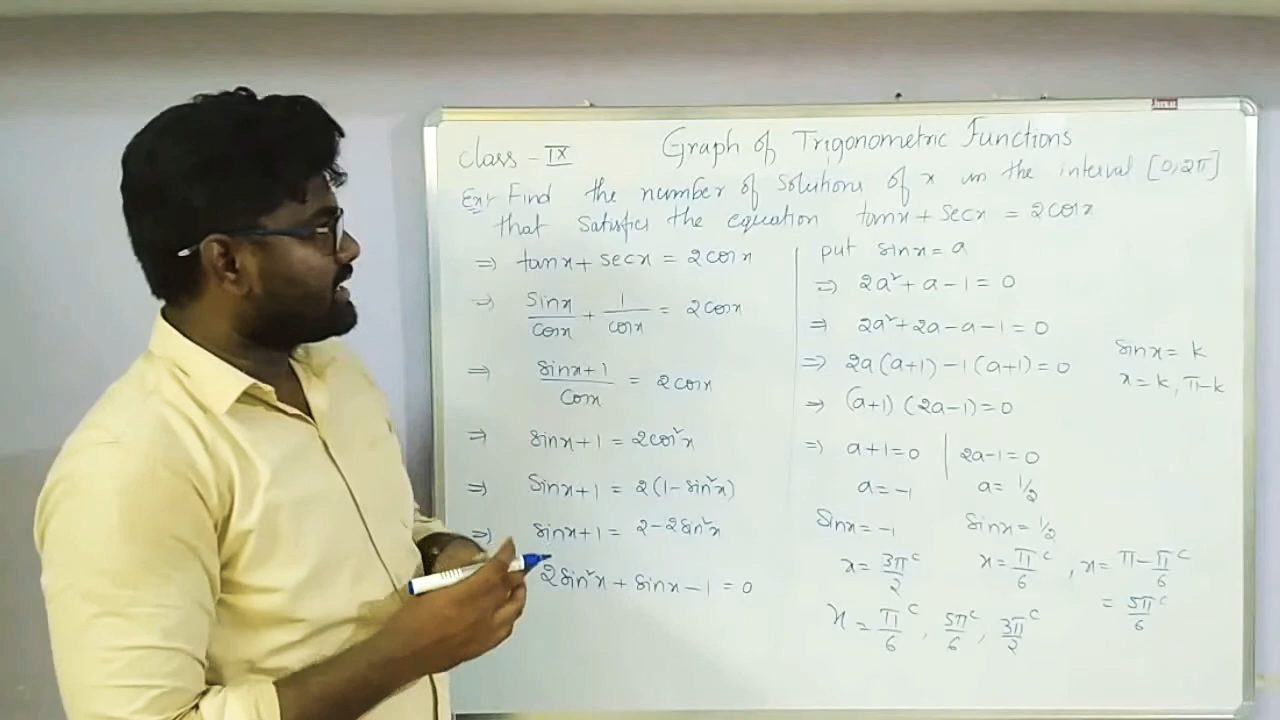 Class - IX
Graph of Trigonometric Functions
Ex:- Find the number of solutions of x in the interval [0, 2π]
that satisfies the equation tanx + secx = 2cosx
⇒ tanx + secx = 2cosx
⇒ sinx/cosx + 1/cosx = 2cosx
⇒ sinx+1/cosx = 2cosx
⇒ sinx+1 = 2cos²x
⇒ sinx+1 = 2(1-sin²x)
⇒ sinx+1 = 2-2sin²x
2sin²x + sinx - 1 = 0
put sinx = a
⇒ 2a² + a - 1 = 0
⇒ 2a² + 2a - a - 1 = 0
⇒ 2a(a+1) - 1(a+1) = 0
⇒ (a+1) (2a-1) = 0
⇒ a+1 = 0 | 2a-1 = 0
a = -1 a = 1/2
sinx = -1 sinx = 1/2
x = 3π/2 ᶜ x = π/6 ᶜ , x = π - π/6 ᶜ
= 5π/6 ᶜ
x = π/6 ᶜ, 5π/6 ᶜ, 3π/2 ᶜ
sinx = k
x = k, π-k